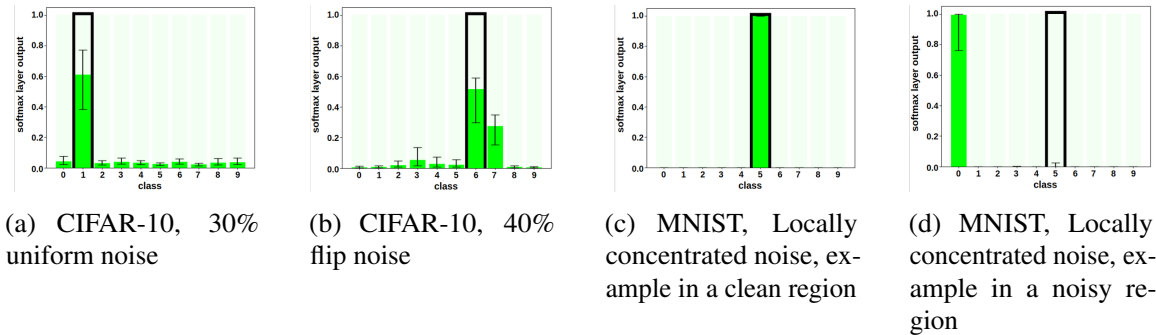 1.0
0.8
0.6
0.4
0.2
0.0
softmax layer output
0 1 2 3 4 5 6 7 8 9
class
(a) CIFAR-10, 30%
uniform noise
1.0
0.8
0.6
0.4
0.2
0.0
softmax layer output
0 1 2 3 4 5 6 7 8 9
class
(b) CIFAR-10, 40%
flip noise
1.0
0.8
0.6
0.4
0.2
0.0
softmax layer output
0 1 2 3 4 5 6 7 8 9
class
(c) MNIST, Locally
concentrated noise, ex-
ample in a clean region
1.0
0.8
0.6
0.4
0.2
0.0
softmax layer output
0 1 2 3 4 5 6 7 8 9
class
(d) MNIST, Locally
concentrated noise, ex-
ample in a noisy re-
gion